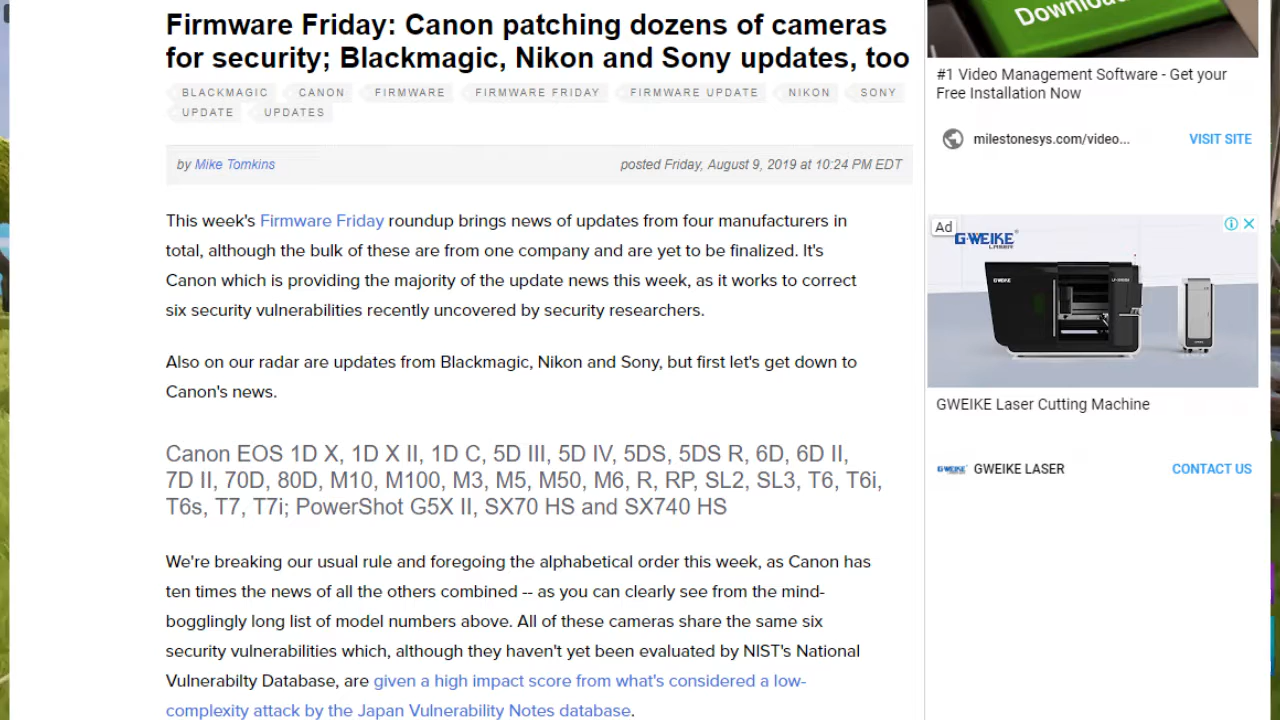 Firmware Friday: Canon patching dozens of cameras
for security; Blackmagic, Nikon and Sony updates, too
BLACKMAGIC CANON FIRMWARE FIRMWARE FRIDAY FIRMWARE UPDATE NIKON SONY
UPDATE UPDATES
by Mike Tomkins posted Friday, August 9, 2019 at 10:24 PM EDT
This week's Firmware Friday roundup brings news of updates from four manufacturers in
total, although the bulk of these are from one company and are yet to be finalized. It's
Canon which is providing the majority of the update news this week, as it works to correct
six security vulnerabilities recently uncovered by security researchers.
Also on our radar are updates from Blackmagic, Nikon and Sony, but first let's get down to
Canon's news.
Canon EOS 1D X, 1D X II, 1D C, 5D III, 5D IV, 5DS, 5DS R, 6D, 6D II,
7D II, 70D, 80D, M10, M100, M3, M5, M50, M6, R, RP, SL2, SL3, T6, T6i,
T6s, T7, T7i; PowerShot G5X II, SX70 HS and SX740 HS
We're breaking our usual rule and foregoing the alphabetical order this week, as Canon has
ten times the news of all the others combined -- as you can clearly see from the mind-
bogglingly long list of model numbers above. All of these cameras share the same six
security vulnerabilities which, although they haven't yet been evaluated by NIST's National
Vulnerabilty Database, are given a high impact score from what's considered a low-
complexity attack by the Japan Vulnerability Notes database.
#1 Video Management Software - Get your
Free Installation Now
milestonesys.com/video... VISIT SITE
Ad
G.WEIKE
GWEIKE Laser Cutting Machine
GWEIKE LASER CONTACT US